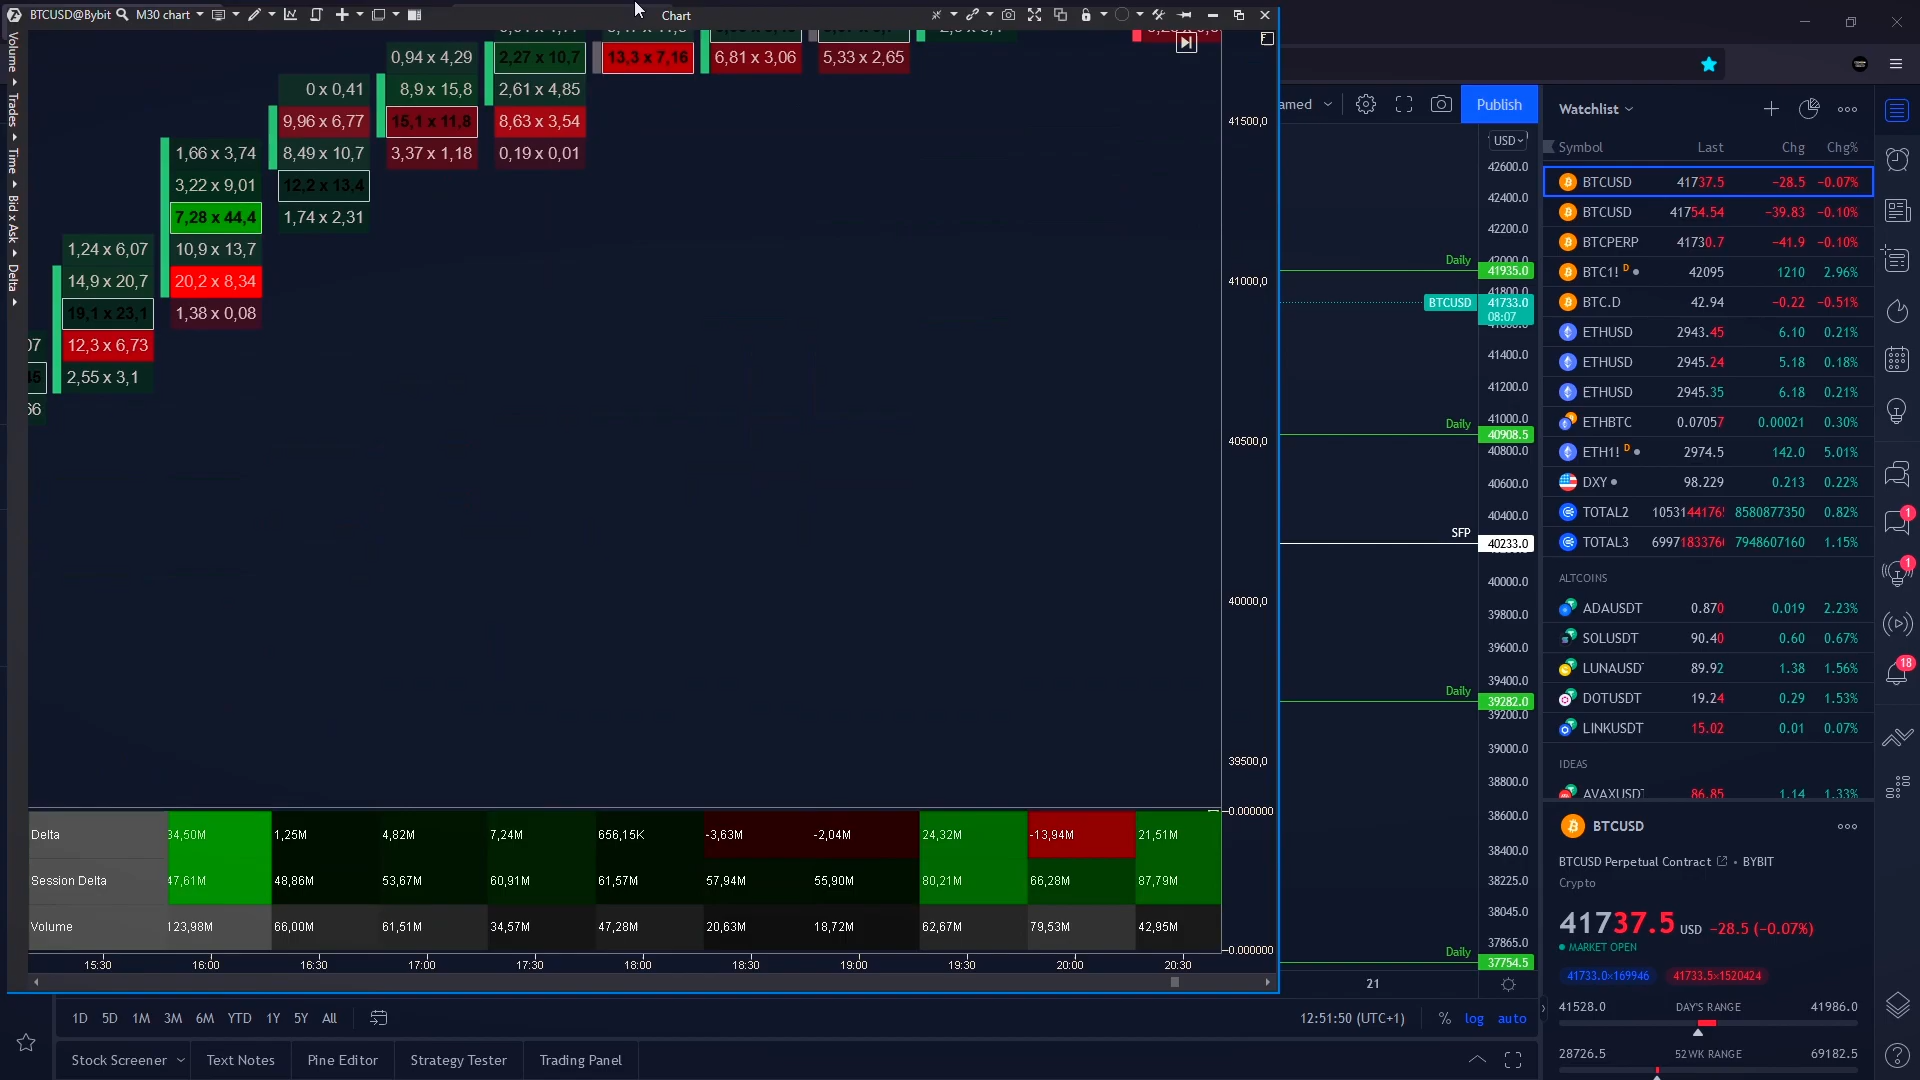 BTCUSD@Bybit M30 chart
Chart
Volume
Trades
Time
Bid x Ask
Delta
0,94 x 4,29
2,27 x 10,7
13,3 x 7,16
6,81 x 3,06
5,33 x 2,65
0 x 0,41
8,9 x 15,8
2,61 x 4,85
9,96 x 6,77
15,1 x 11,8
8,63 x 3,54
1,66 x 3,74
8,49 x 10,7
3,37 x 1,18
0,19 x 0,01
3,22 x 9,01
12,2 x 13,4
7,28 x 44,4
1,74 x 2,31
1,24 x 6,07
10,9 x 13,7
14,9 x 20,7
20,2 x 8,34
19,1 x 23,1
1,38 x 0,08
12,3 x 6,73
2,55 x 3,1
41500,0
41000,0
40500,0
40000,0
39500,0
0.000000
0.000000
Delta 34,50M 1,25M 4,82M 7,24M 656,15K -3,63M -2,04M 24,32M -13,94M 21,51M
Session Delta 47,61M 48,86M 53,67M 60,91M 61,57M 57,94M 55,90M 80,21M 66,28M 87,79M
Volume 123,98M 66,00M 61,51M 34,57M 47,28M 20,63M 18,72M 62,67M 79,53M 42,95M
15:30 16:00 16:30 17:00 17:30 18:00 18:30 19:00 19:30 20:00 20:30
amed
Publish
USD
42600.0
42400.0
42200.0
42000.0
Daily 41935.0
41800.0
BTCUSD 41733.0
08:07
41400.0
41200.0
41000.0
Daily 40908.5
40800.0
40600.0
40400.0
SFP 40233.0
40000.0
39800.0
39600.0
39400.0
Daily 39282.0
39200.0
39000.0
38800.0
38600.0
38400.0
38225.0
38045.0
37865.0
Daily 37754.5
21
1D 5D 1M 3M 6M YTD 1Y 5Y All
12:51:50 (UTC+1) % log auto
Stock Screener Text Notes Pine Editor Strategy Tester Trading Panel
Watchlist
Symbol Last Chg Chg%
BTCUSD 41737.5 −28.5 −0.07%
BTCUSD 41754.54 −39.83 −0.10%
BTCPERP 41730.7 −41.9 −0.10%
BTC1! D 42095 1210 2.96%
BTC.D 42.94 −0.22 −0.51%
ETHUSD 2943.45 6.10 0.21%
ETHUSD 2945.24 5.18 0.18%
ETHUSD 2945.35 6.18 0.21%
ETHBTC 0.07057 0.00021 0.30%
ETH1! D 2974.5 142.0 5.01%
DXY 98.229 0.213 0.22%
TOTAL2 8580877350 0.82%
TOTAL3 7948607160 1.15%
ALTCOINS
ADAUSDT 0.870 0.019 2.23%
SOLUSDT 90.40 0.60 0.67%
LUNAUSD 89.92 1.38 1.56%
DOTUSDT 19.24 0.29 1.53%
LINKUSDT 15.02 0.01 0.07%
IDEAS
AVAXUSDT 86.85 1.14 1.33%
BTCUSD
BTCUSD Perpetual Contract • BYBIT
Crypto
41737.5 USD −28.5 (−0.07%)
MARKET OPEN
41733.0×169946 41733.5×1520424
41528.0 DAY'S RANGE 41986.0
28726.5 52WK RANGE 69182.5
1
1
18